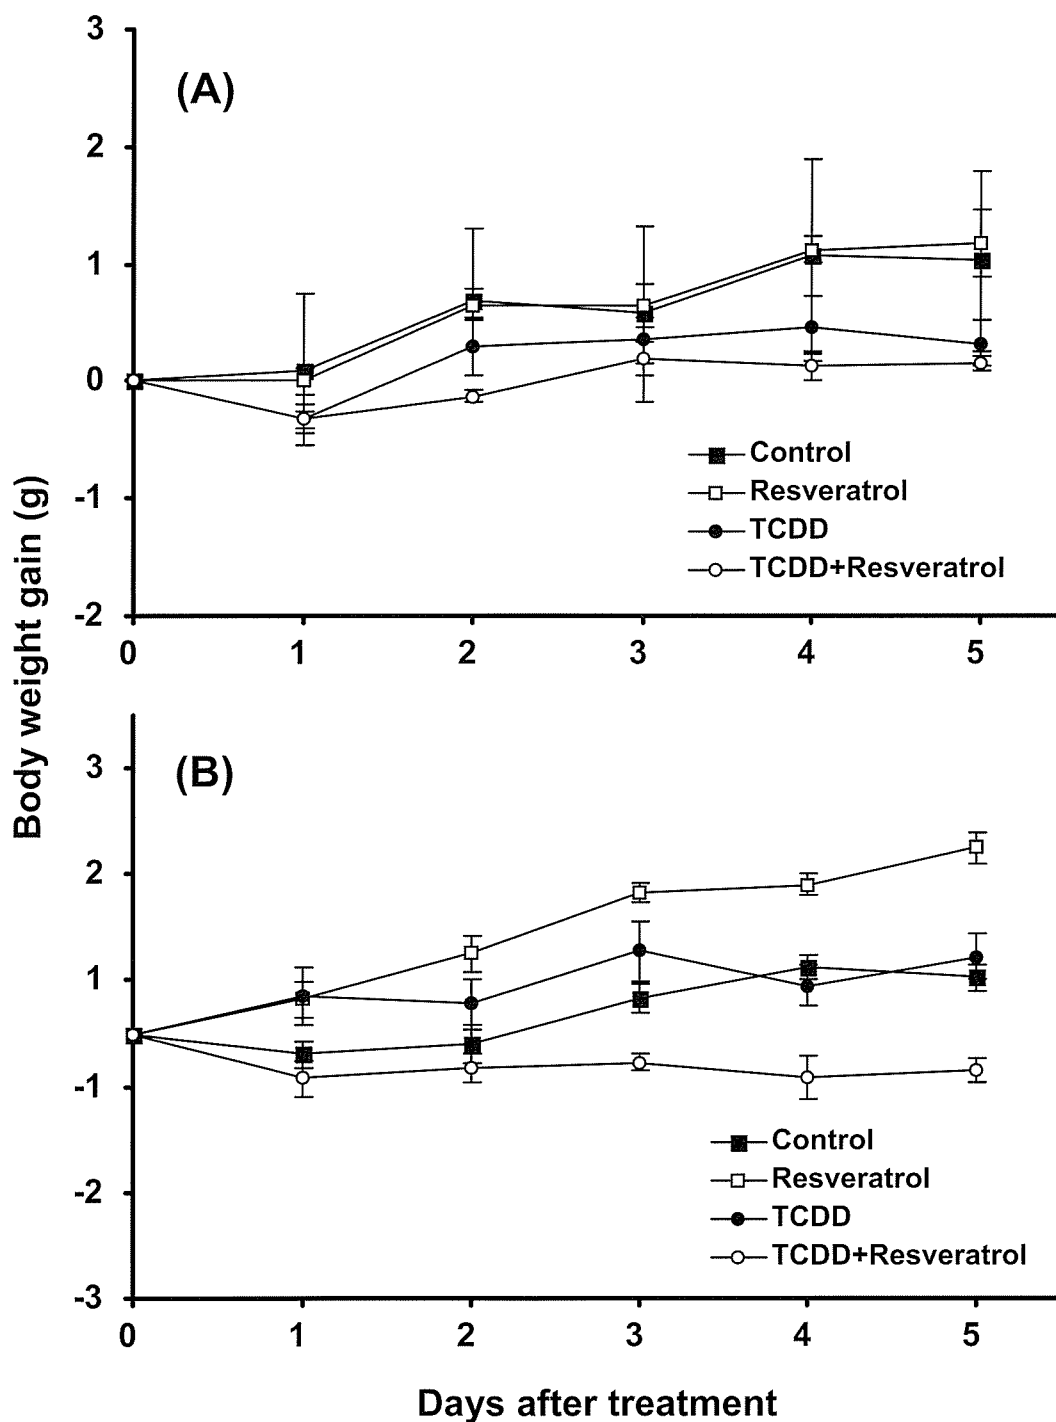 3
(A)
2
1
0
-1
-2
Control
Resveratrol
TCDD
TCDD+Resveratrol
0 1 2 3 4 5
Body weight gain (g)
3
(B)
2
1
-1
-2
-3
Control
Resveratrol
TCDD
TCDD+Resveratrol
0 1 2 3 4 5
Days after treatment